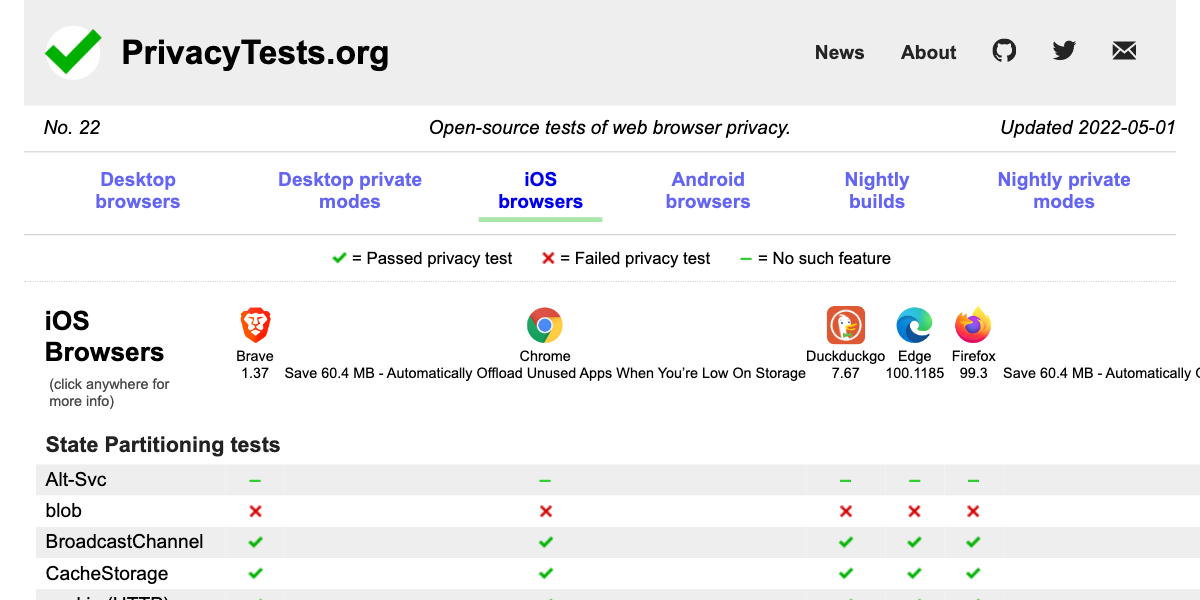 PrivacyTests.org
News About
No. 22 Open-source tests of web browser privacy. Updated 2022-05-01
Desktop browsers Desktop private modes iOS browsers Android browsers Nightly builds Nightly private modes
= Passed privacy test = Failed privacy test – = No such feature
iOS Browsers
(click anywhere for more info)
Brave 1.37
Chrome Save 60.4 MB - Automatically Offload Unused Apps When You’re Low On Storage
Duckduckgo 7.67
Edge 100.1185
Firefox 99.3
Save 60.4 MB - Automatically
State Partitioning tests
Alt-Svc – – – – –
blob
BroadcastChannel
CacheStorage